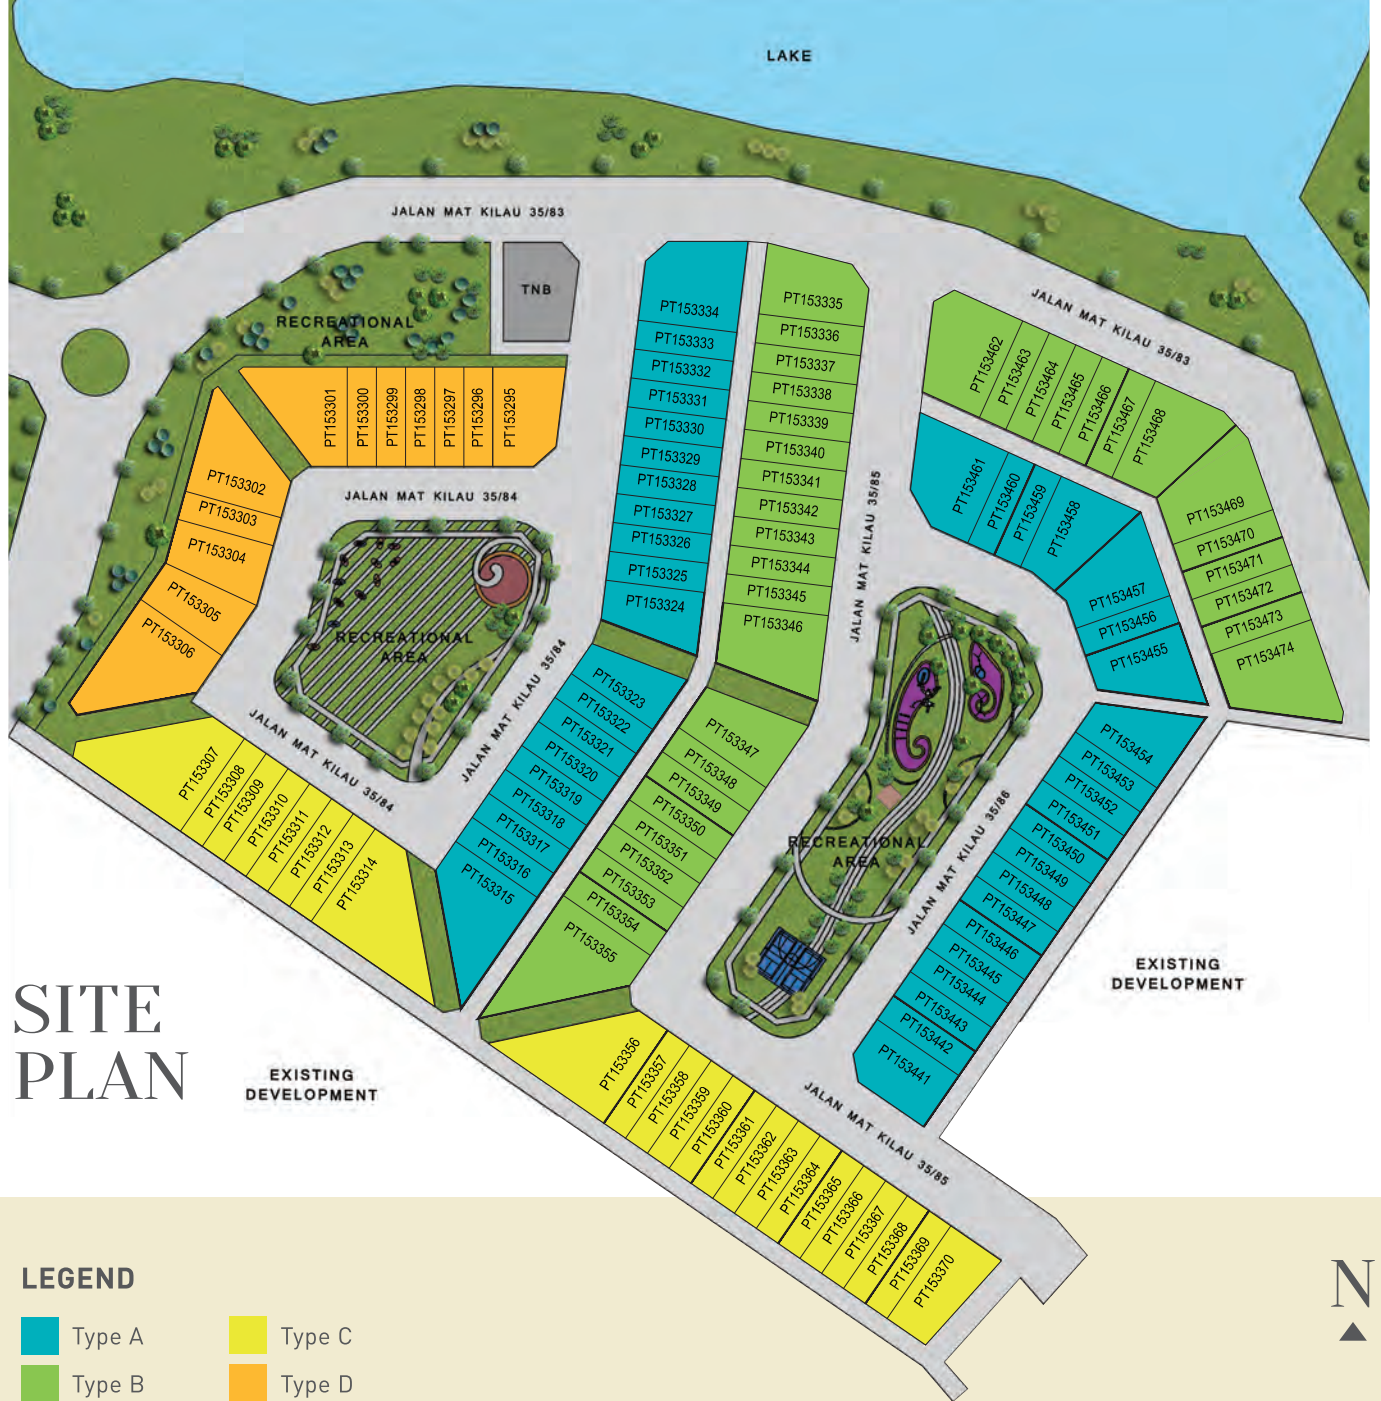 LAKE
JALAN MAT KILAU 35/83
TNB
RECREATIONAL
AREA
JALAN MAT KILAU 35/83
PT153301
PT153300
PT153299
PT153298
PT153297
PT153296
PT153295
PT153302
PT153303
PT153304
PT153305
PT153306
JALAN MAT KILAU 35/84
RECREATIONAL
AREA
JALAN MAT KILAU 35/84
JALAN MAT KILAU 35/84
PT153307
PT153308
PT153309
PT153310
PT153311
PT153312
PT153313
PT153314
PT153334
PT153333
PT153332
PT153331
PT153330
PT153329
PT153328
PT153327
PT153326
PT153325
PT153324
PT153323
PT153322
PT153321
PT153320
PT153319
PT153318
PT153317
PT153316
PT153315
PT153335
PT153336
PT153337
PT153338
PT153339
PT153340
PT153341
PT153342
PT153343
PT153344
PT153345
PT153346
PT153347
PT153348
PT153349
PT153350
PT153351
PT153352
PT153353
PT153354
PT153355
JALAN MAT KILAU 35/85
PT153462
PT153463
PT153464
PT153465
PT153466
PT153467
PT153468
PT153469
PT153470
PT153471
PT153472
PT153473
PT153474
PT153461
PT153460
PT153459
PT153458
PT153457
PT153456
PT153455
PT153454
PT153453
PT153452
PT153451
PT153450
PT153449
PT153448
PT153447
PT153446
PT153445
PT153444
PT153443
PT153442
PT153441
RECREATIONAL
AREA
JALAN MAT KILAU 35/86
EXISTING
DEVELOPMENT
JALAN MAT KILAU 35/85
PT153356
PT153357
PT153358
PT153359
PT153360
PT153361
PT153362
PT153363
PT153364
PT153365
PT153366
PT153367
PT153368
PT153369
PT153370
SITE
PLAN
EXISTING
DEVELOPMENT
LEGEND
Type A
Type C
Type B
Type D
N